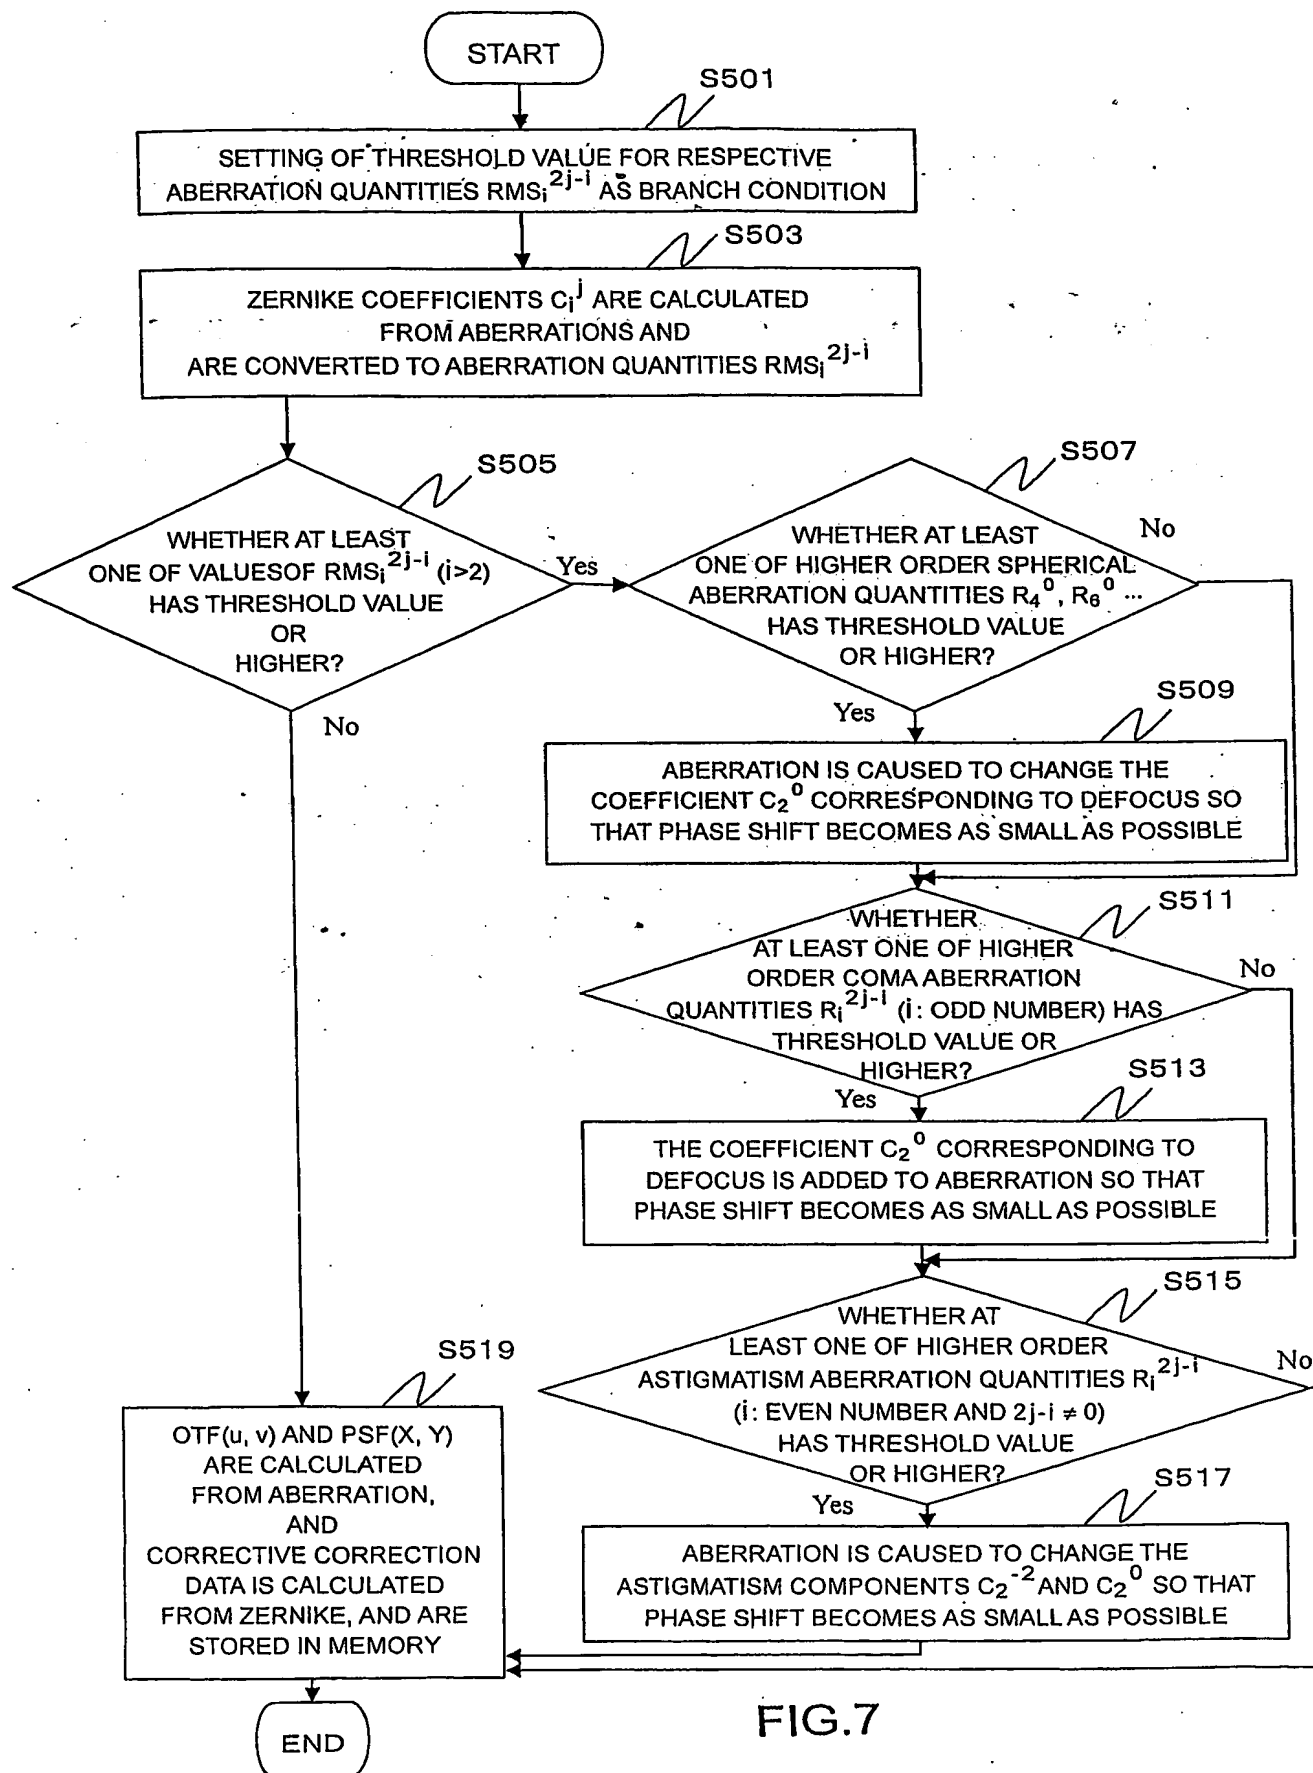 START
S501
SETTING OF THRESHOLD VALUE FOR RESPECTIVE
ABERRATION QUANTITIES RMSᵢ²ʲ⁻ⁱ AS BRANCH CONDITION
S503
ZERNIKE COEFFICIENTS Cᵢʲ ARE CALCULATED
FROM ABERRATIONS AND
ARE CONVERTED TO ABERRATION QUANTITIES RMSᵢ²ʲ⁻ⁱ
S505
WHETHER AT LEAST
ONE OF VALUESOF RMSᵢ²ʲ⁻ⁱ (i>2)
HAS THRESHOLD VALUE
OR
HIGHER?
Yes
No
S507
WHETHER AT LEAST
ONE OF HIGHER ORDER SPHERICAL
ABERRATION QUANTITIES R₄⁰, R₆⁰ ...
HAS THRESHOLD VALUE
OR HIGHER?
No
Yes
S509
ABERRATION IS CAUSED TO CHANGE THE
COEFFICIENT C₂⁰ CORRESPONDING TO DEFOCUS SO
THAT PHASE SHIFT BECOMES AS SMALL AS POSSIBLE
S511
WHETHER
AT LEAST ONE OF HIGHER
ORDER COMA ABERRATION
QUANTITIES Rᵢ²ʲ⁻ⁱ (i: ODD NUMBER) HAS
THRESHOLD VALUE OR
HIGHER?
No
Yes
S513
THE COEFFICIENT C₂⁰ CORRESPONDING TO
DEFOCUS IS ADDED TO ABERRATION SO THAT
PHASE SHIFT BECOMES AS SMALL AS POSSIBLE
S515
WHETHER AT
LEAST ONE OF HIGHER ORDER
ASTIGMATISM ABERRATION QUANTITIES Rᵢ²ʲ⁻ⁱ
(i: EVEN NUMBER AND 2j-i ≠ 0)
HAS THRESHOLD VALUE
OR HIGHER?
No
Yes
S517
ABERRATION IS CAUSED TO CHANGE THE
ASTIGMATISM COMPONENTS C₂⁻² AND C₂⁰ SO THAT
PHASE SHIFT BECOMES AS SMALL AS POSSIBLE
S519
OTF(u, v) AND PSF(X, Y)
ARE CALCULATED
FROM ABERRATION,
AND
CORRECTIVE CORRECTION
DATA IS CALCULATED
FROM ZERNIKE, AND ARE
STORED IN MEMORY
END
FIG.7